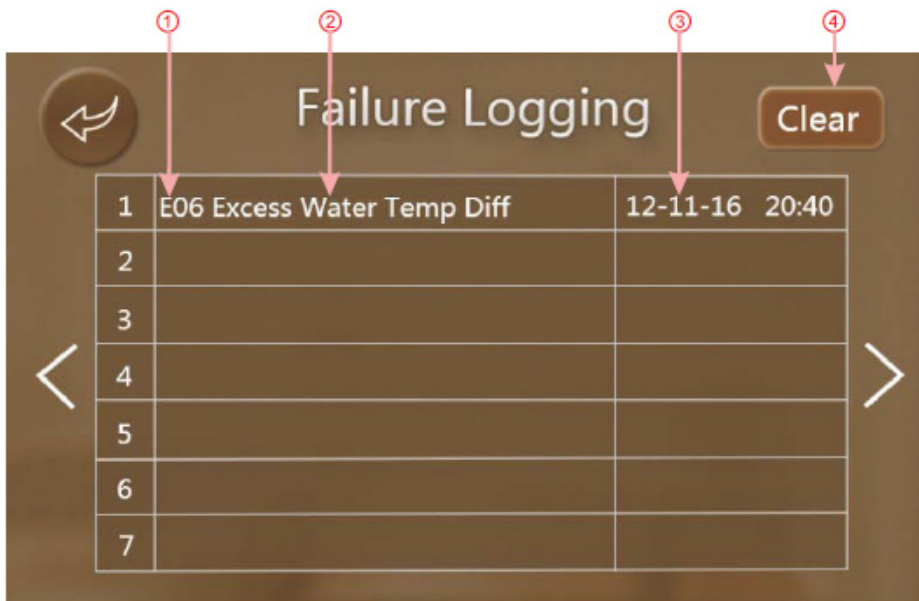 ① ② ③ ④
Failure Logging Clear
1 E06 Excess Water Temp Diff 12-11-16 20:40
2
3
4
5
6
7